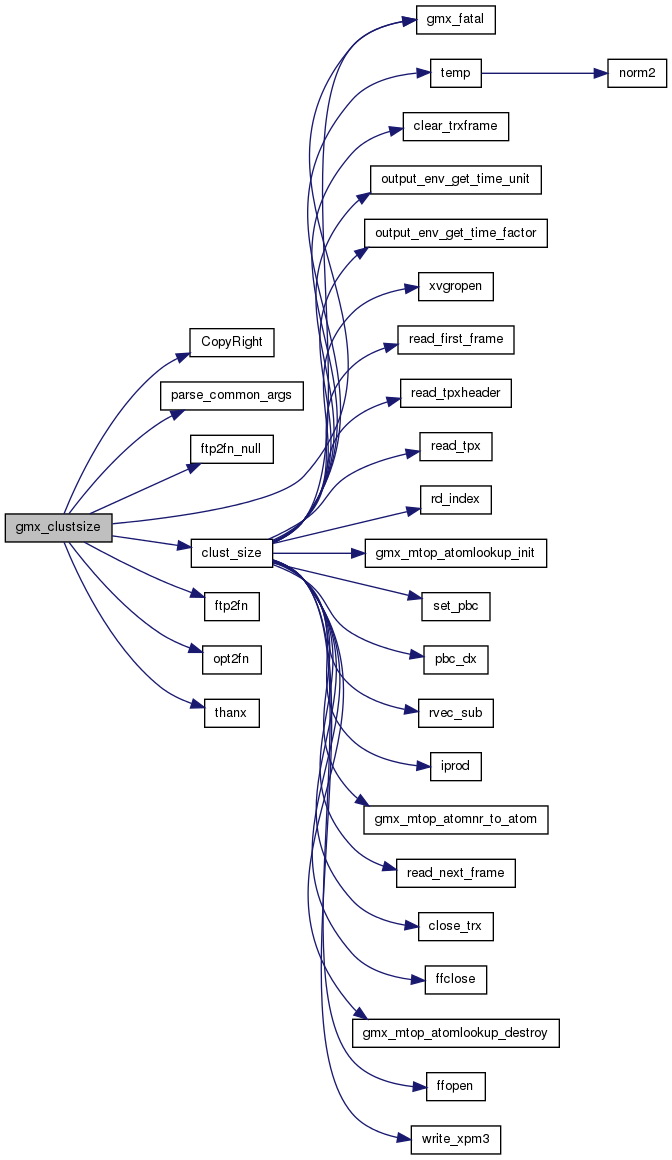 gmx_fatal
temp
norm2
clear_trxframe
output_env_get_time_unit
output_env_get_time_factor
xvgropen
CopyRight
read_first_frame
parse_common_args
read_tpxheader
ftp2fn_null
read_tpx
rd_index
gmx_clustsize
clust_size
gmx_mtop_atomlookup_init
ftp2fn
set_pbc
opt2fn
pbc_dx
thanx
rvec_sub
iprod
gmx_mtop_atomnr_to_atom
read_next_frame
close_trx
ffclose
gmx_mtop_atomlookup_destroy
ffopen
write_xpm3